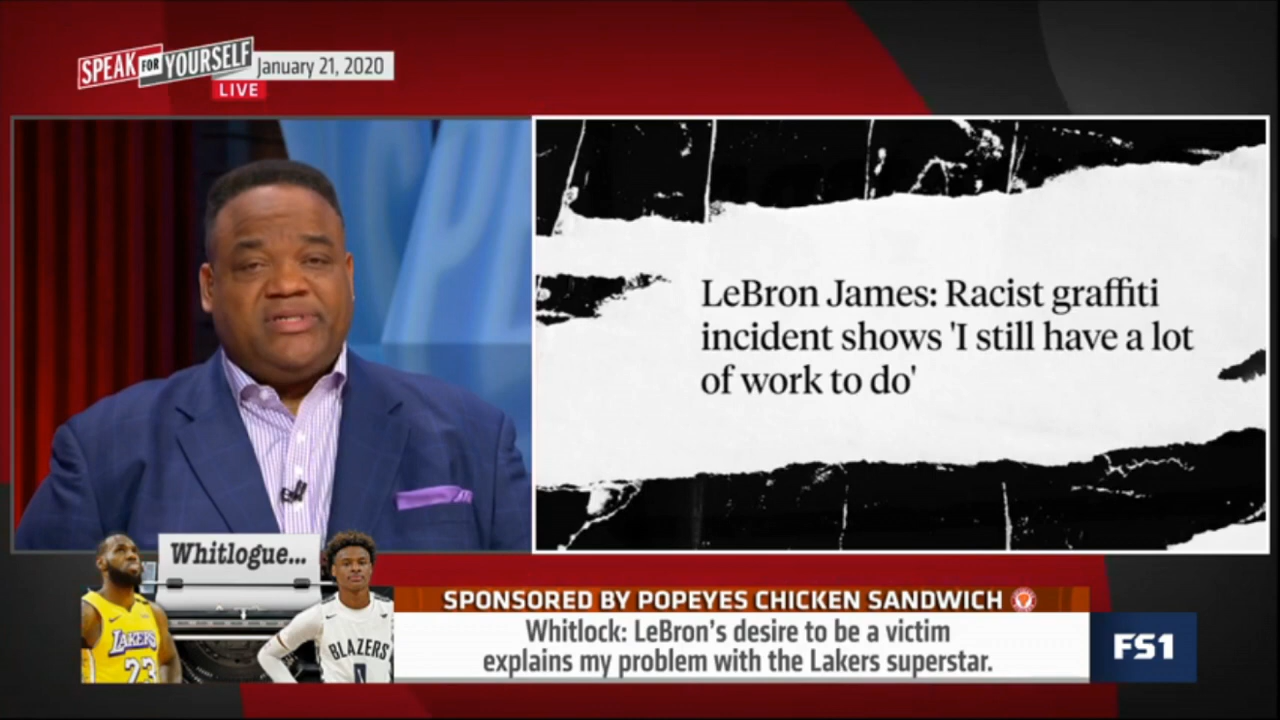 SPEAK FOR YOURSELF
January 21, 2020
LIVE
LeBron James: Racist graffiti
incident shows 'I still have a lot
of work to do'
Whitlogue...
LAKERS
23
BLAZERS
SPONSORED BY POPEYES CHICKEN SANDWICH
Whitlock: LeBron's desire to be a victim
explains my problem with the Lakers superstar.
FS1